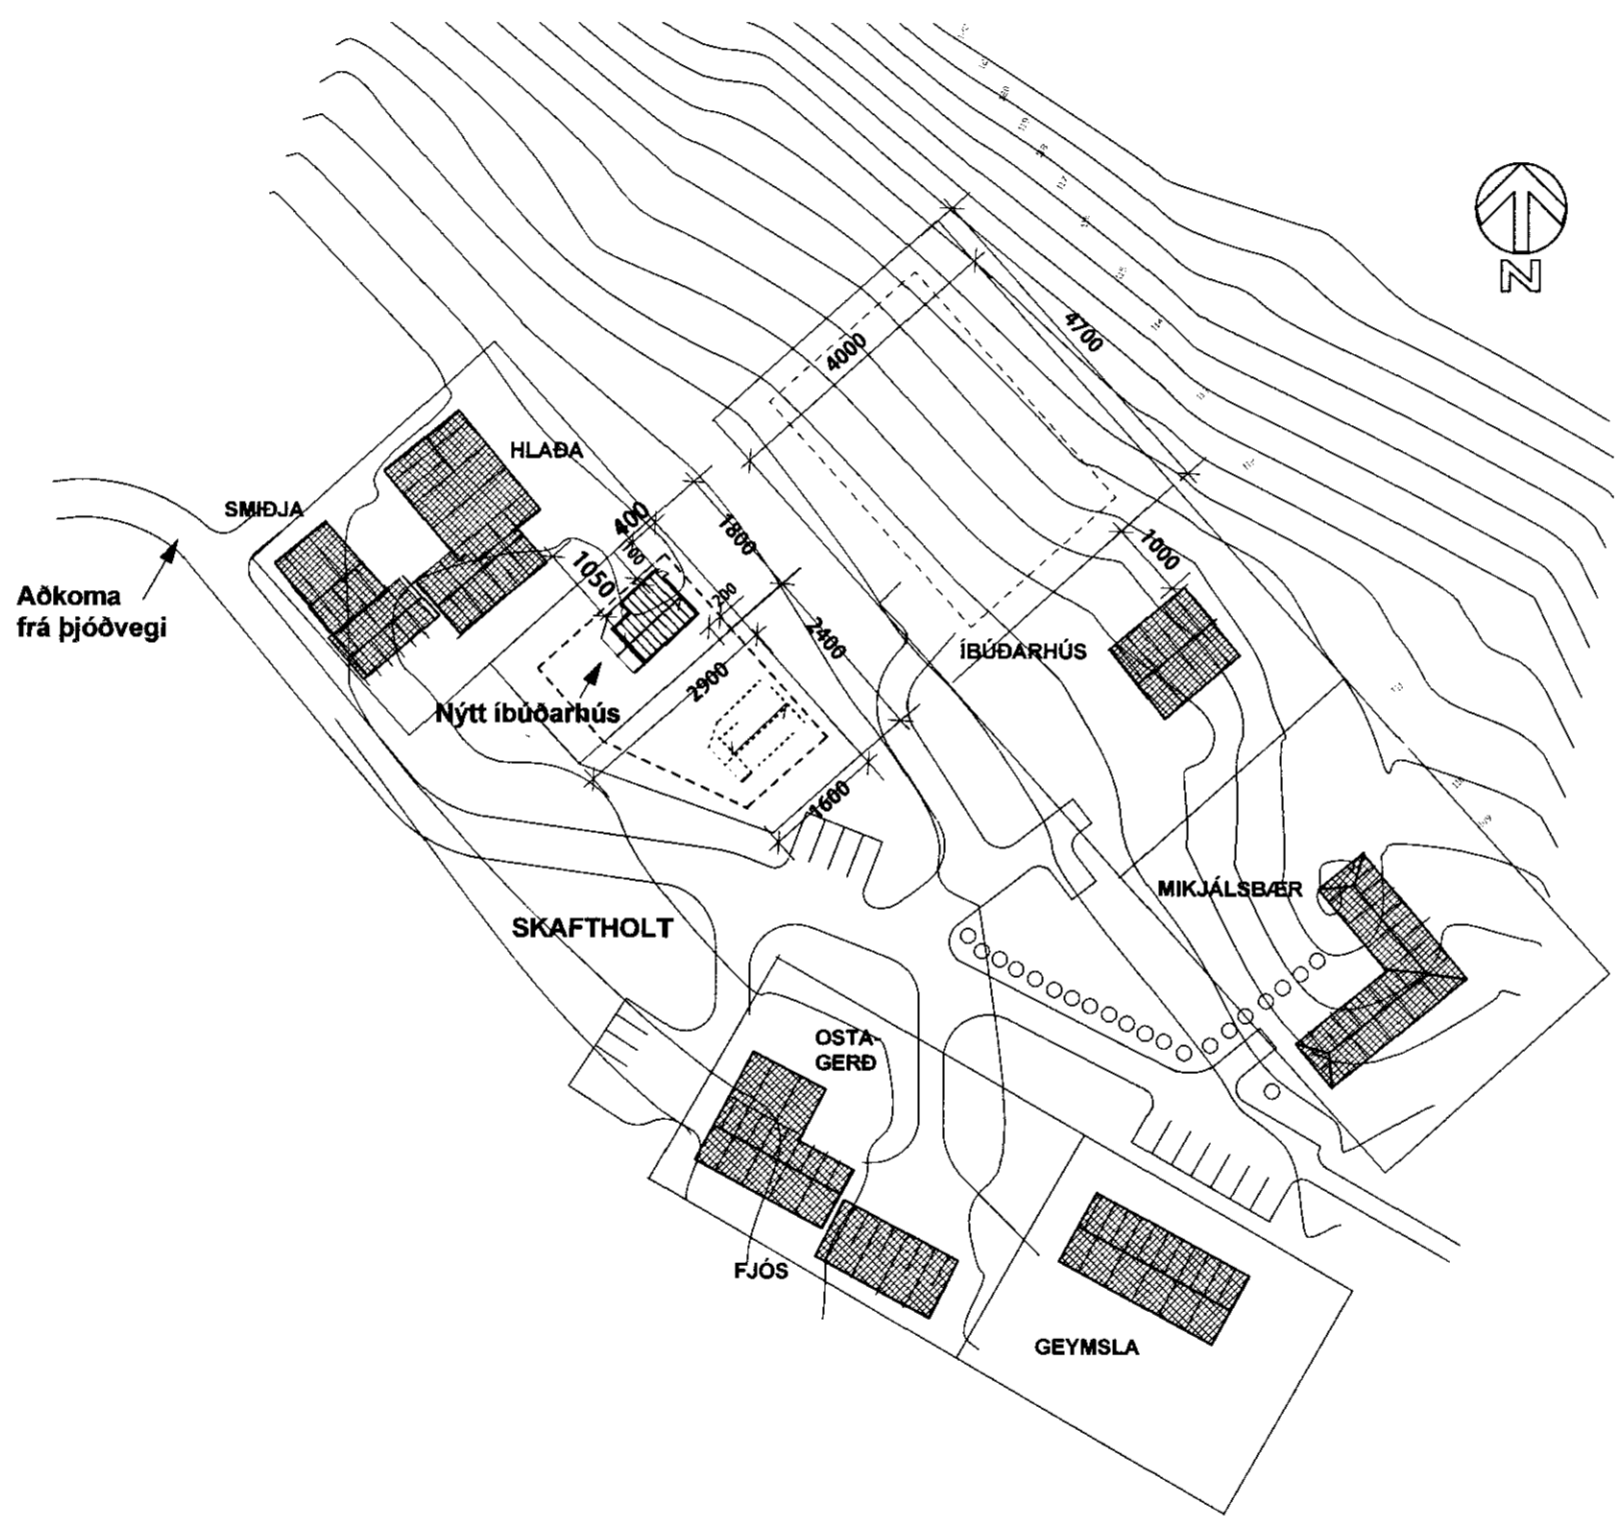 N
4700
4000
HLAÐA
SMIÐJA
400
1800
700
1000
1050
200
Aðkoma
frá þjóðvegi
2400
ÍBÚÐARHÚS
2900
Nýtt íbúðarhús
1600
MIKJÁLSBÆR
SKAFTHOLT
OSTA-
GERÐ
FJÓS
GEYMSLA